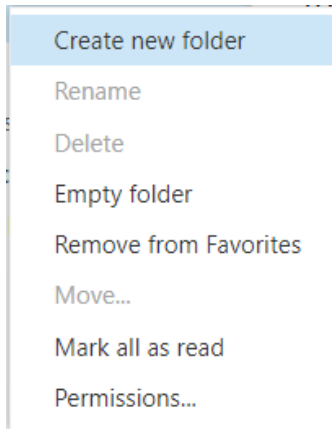 Create new folder
Rename
Delete
Empty folder
Remove from Favorites
Move...
Mark all as read
Permissions...